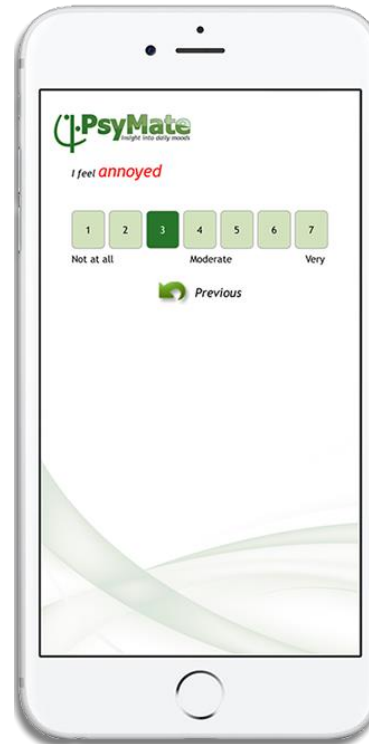 PsyMate
Insight into daily moods
I feel annoyed
1 2 3 4 5 6 7
Not at all Moderate Very
Previous